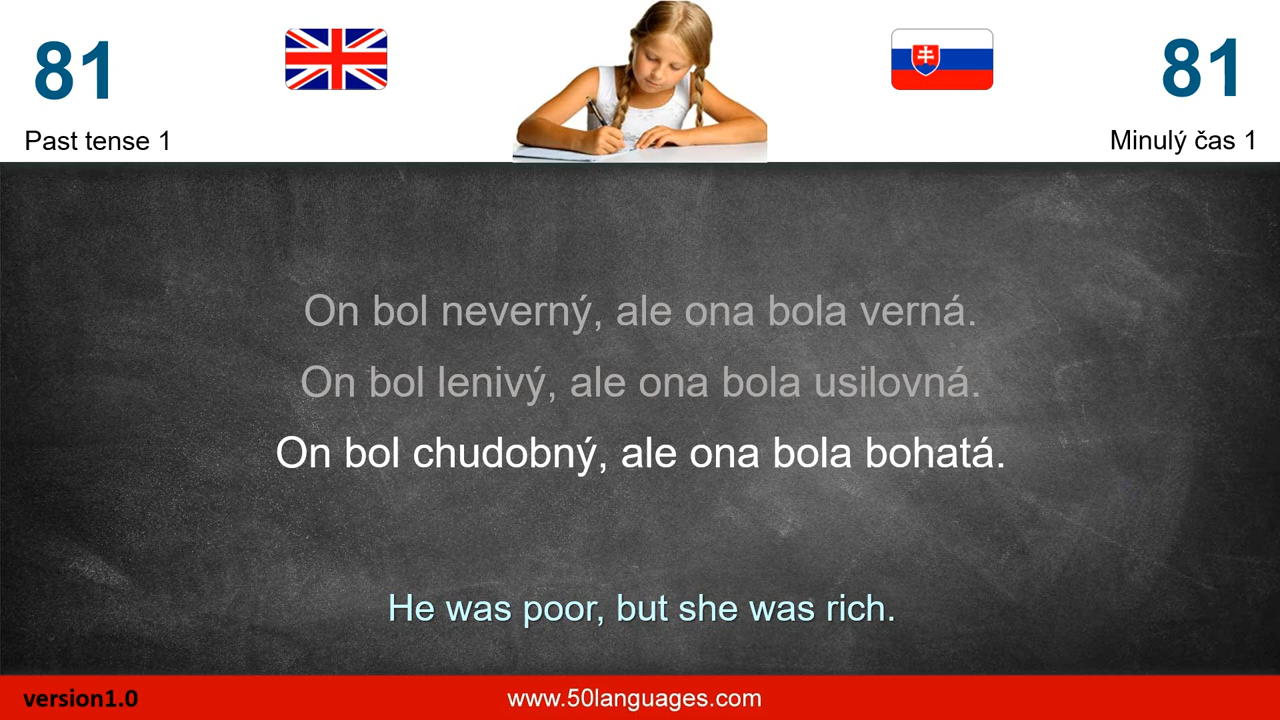 81
81
Past tense 1
Minulý čas 1
On bol neverný, ale ona bola verná.
On bol lenivý, ale ona bola usilovná.
On bol chudobný, ale ona bola bohatá.
He was poor, but she was rich.
version1.0
www.50languages.com